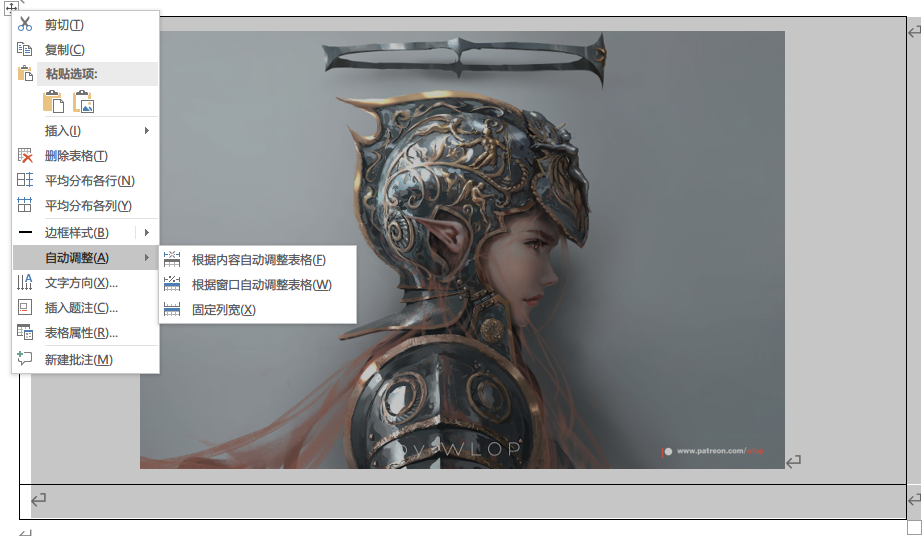 剪切(T)
复制(C)
粘贴选项:
插入(I)
删除表格(T)
平均分布各行(N)
平均分布各列(Y)
边框样式(B)
自动调整(A)
根据内容自动调整表格(F)
根据窗口自动调整表格(W)
固定列宽(X)
文字方向(X)...
插入题注(C)...
表格属性(R)...
新建批注(M)
by WLOP
www.patreon.com/wlop